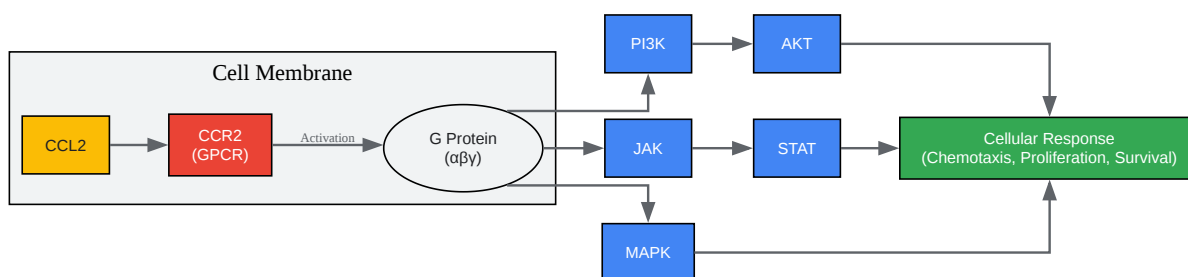 Cell Membrane
CCL2
CCR2
(GPCR)
Activation
G Protein
(αβγ)
PI3K
AKT
JAK
STAT
MAPK
Cellular Response
(Chemotaxis, Proliferation, Survival)